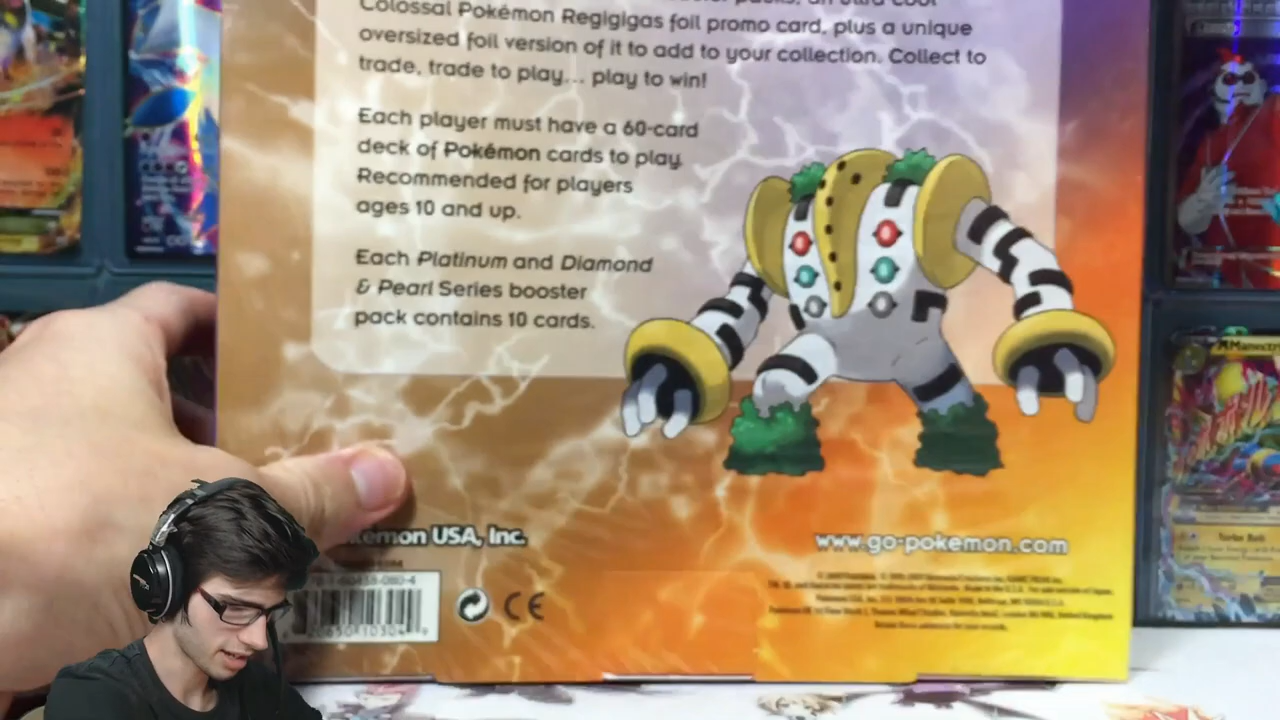 Colossal Pokémon Regigigas foil promo card, plus a unique
oversized foil version of it to add to your collection. Collect to
trade, trade to play... play to win!
Each player must have a 60-card
deck of Pokémon cards to play.
Recommended for players
ages 10 and up.
Each Platinum and Diamond
& Pearl Series booster
pack contains 10 cards.
USA, Inc.
www.go-pokemon.com
CE